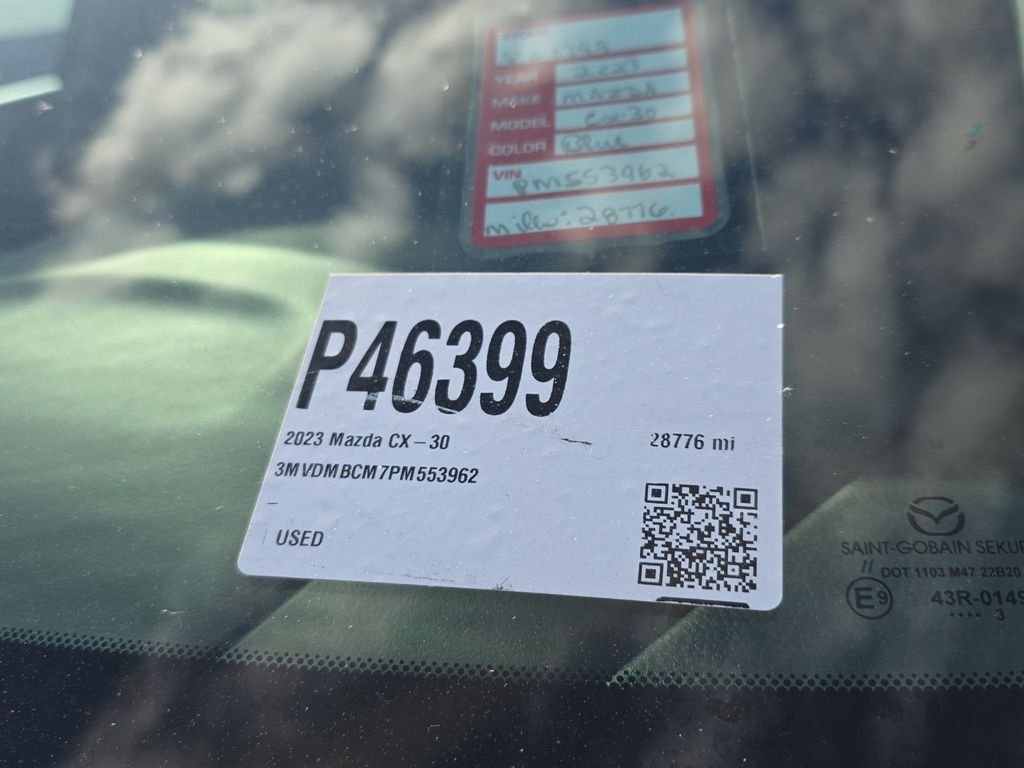 YEAR 2023
MAKE MAZDA
MODEL CX-30
COLOR Blue
VIN
PM553962
Miles: 28776
P46399
2023 Mazda CX-30
28776 mi
3MVDMBCM7PM553962
USED
SAINT-GOBAIN SEKUR
// DOT 1103 M47 22B20
E9
43R-0149
.... 3